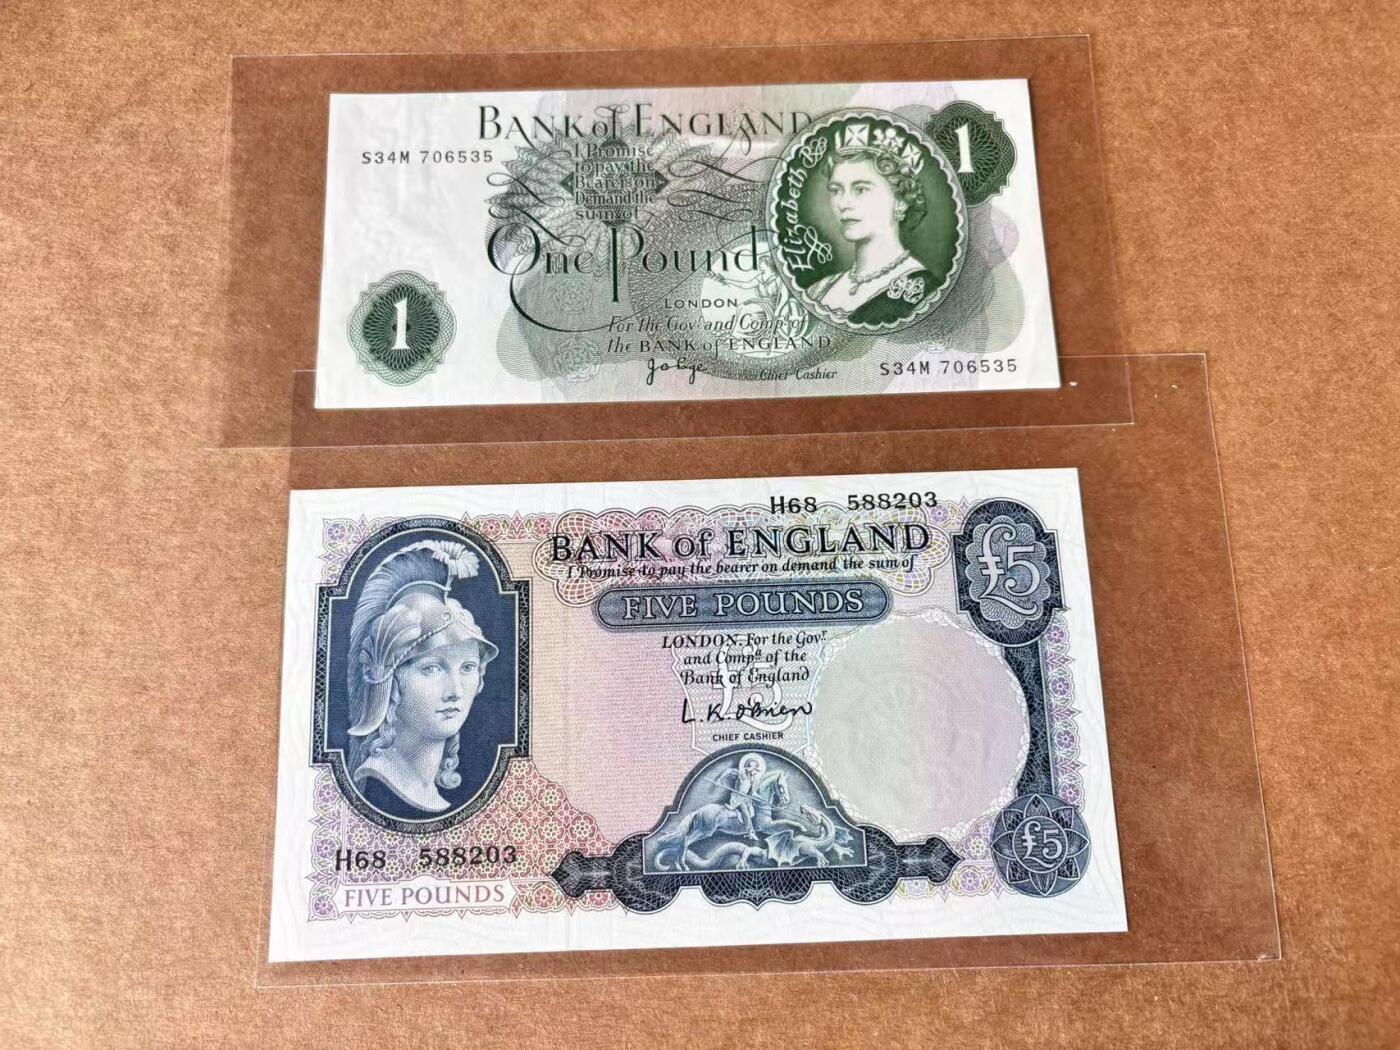 BANK of ENGLAND
S34M 706535
1
I Promise
to pay the
Bearer on
Demand the
sum of
Elizabeth R
One Pound
LONDON
For the Govr. and Compa. of
the BANK of ENGLAND
1
JB Page
Chief Cashier
S34M 706535
H68 588203
BANK of ENGLAND
£5
I Promise to pay the bearer on demand the sum of
FIVE POUNDS
LONDON. For the Govr.
and Compa. of the
Bank of England
£5
L.K. O'Brien
CHIEF CASHIER
£5
H68 588203
FIVE POUNDS